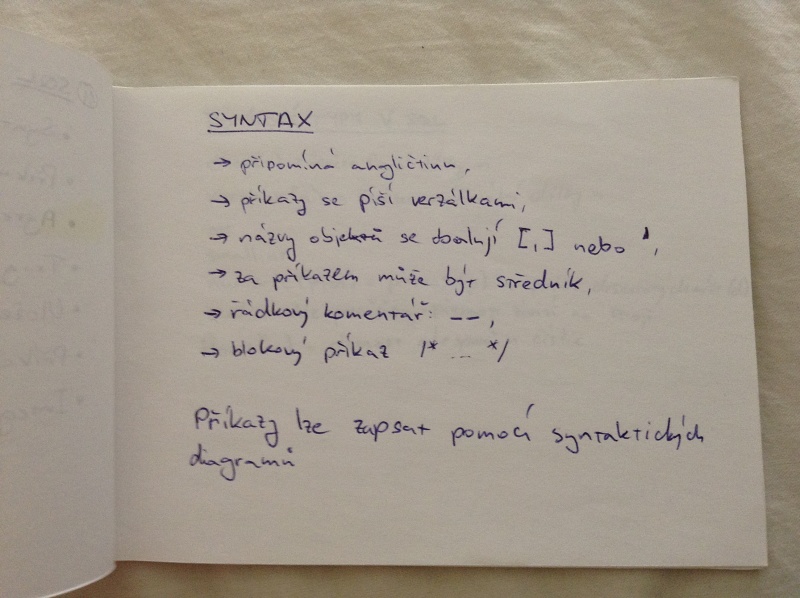 SYNTAX
→ připomíná angličtinu,
→ příkazy se píší verzálkami,
→ názvy objektů se obalují [,] nebo ',
→ za příkazem může být středník,
→ řádkový komentář: --,
→ blokový příkaz /* ... */
Příkazy lze zapsat pomocí syntaktických
diagramů